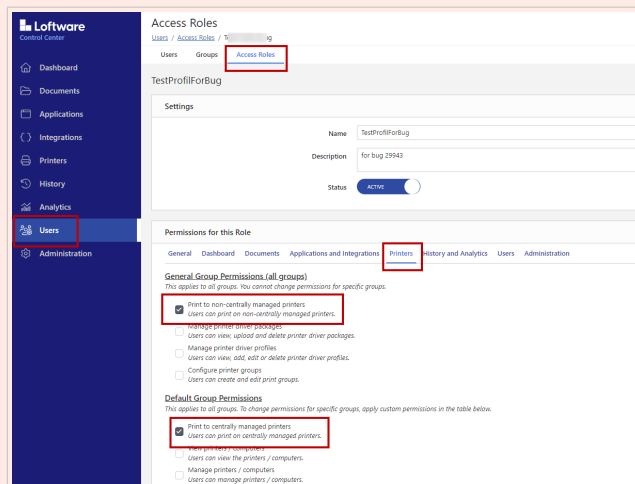 Loftware
Control Center
Dashboard
Documents
Applications
Integrations
Printers
History
Analytics
Users
Administration
Access Roles
Users / Access Roles /
Users Groups Access Roles
TestProfilForBug
Settings
Name TestProfilForBug
Description for bug 29943
Status ACTIVE
Permissions for this Role
General Dashboard Documents Applications and Integrations Printers History and Analytics Users Administration
General Group Permissions (all groups)
This applies to all groups. You cannot change permissions for specific groups.
Print to non-centrally managed printers
Users can print on non-centrally managed printers.
Manage printer driver packages
Users can view, upload and delete printer driver packages.
Manage printer driver profiles
Users can view, add, edit or delete printer driver profiles.
Configure printer groups
Users can create and edit print groups.
Default Group Permissions
This applies to all groups. To change permissions for specific groups, apply custom permissions in the table below.
Print to centrally managed printers
Users can print on centrally managed printers.
View printers / computers
Users can view the printers / computers.
Manage printers / computers
Users can manage printers / computers.